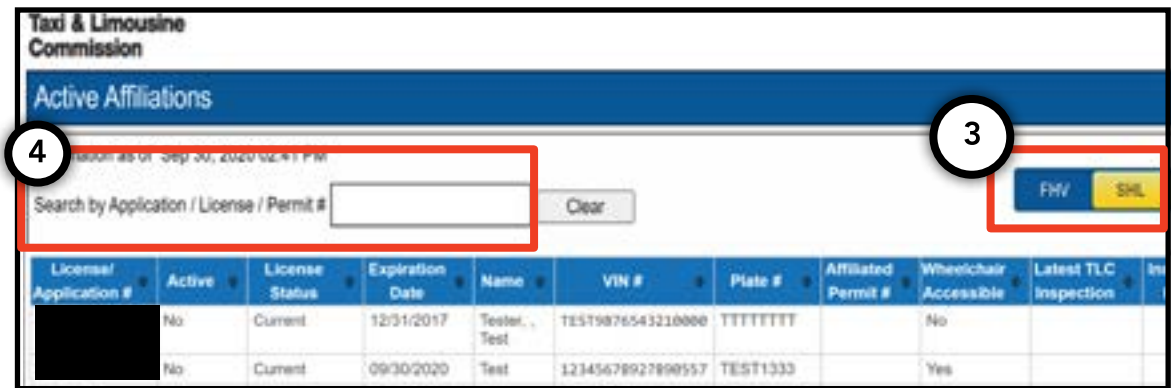 Taxi & Limousine
Commission
Active Affiliations
3
4
as of Sep 30, 2020 02:41 PM
FHV SHL
Search by Application / License / Permit # Clear
License/ Application # Active License Status Expiration Date Name VIN # Plate # Affiliated Permit # Wheelchair Accessible Latest TLC Inspection
No Current 12/31/2017 Tester, , Test TEST9876543210000 TTTTTTTT No
No Current 09/30/2020 Test 12345678927890557 TEST1333 Yes